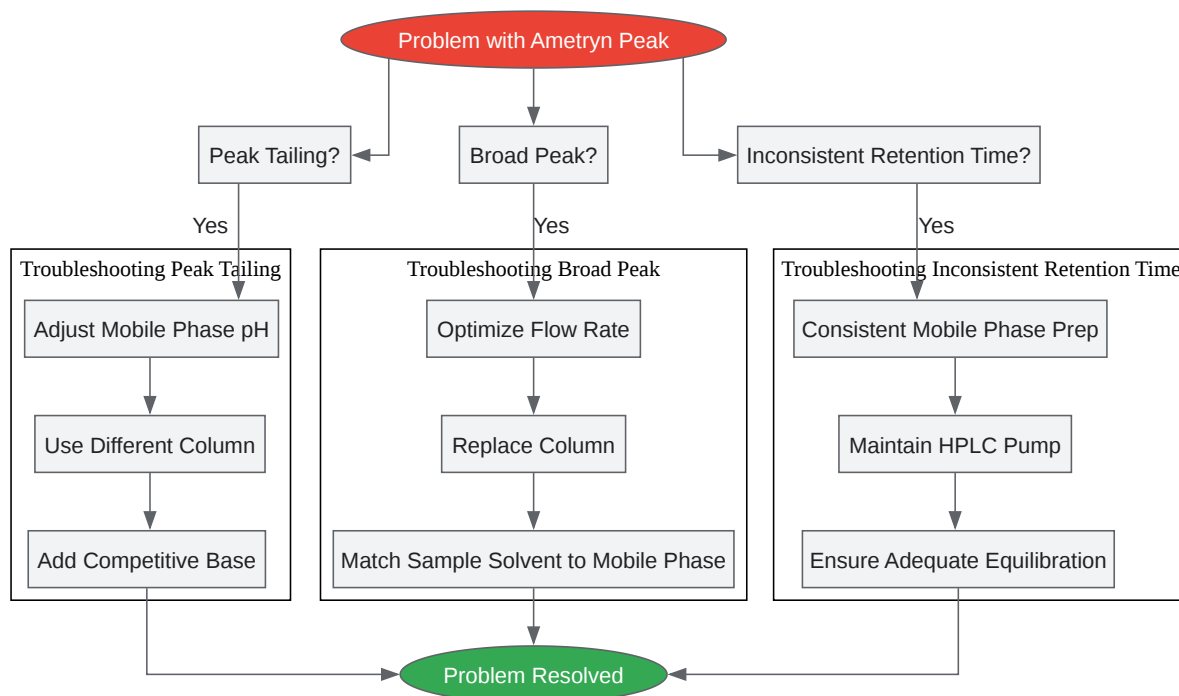 Problem with Ametryn Peak
Peak Tailing?
Broad Peak?
Inconsistent Retention Time?
Yes
Yes
Yes
Troubleshooting Peak Tailing
Troubleshooting Broad Peak
Troubleshooting Inconsistent Retention Time
Adjust Mobile Phase pH
Optimize Flow Rate
Consistent Mobile Phase Prep
Use Different Column
Replace Column
Maintain HPLC Pump
Add Competitive Base
Match Sample Solvent to Mobile Phase
Ensure Adequate Equilibration
Problem Resolved